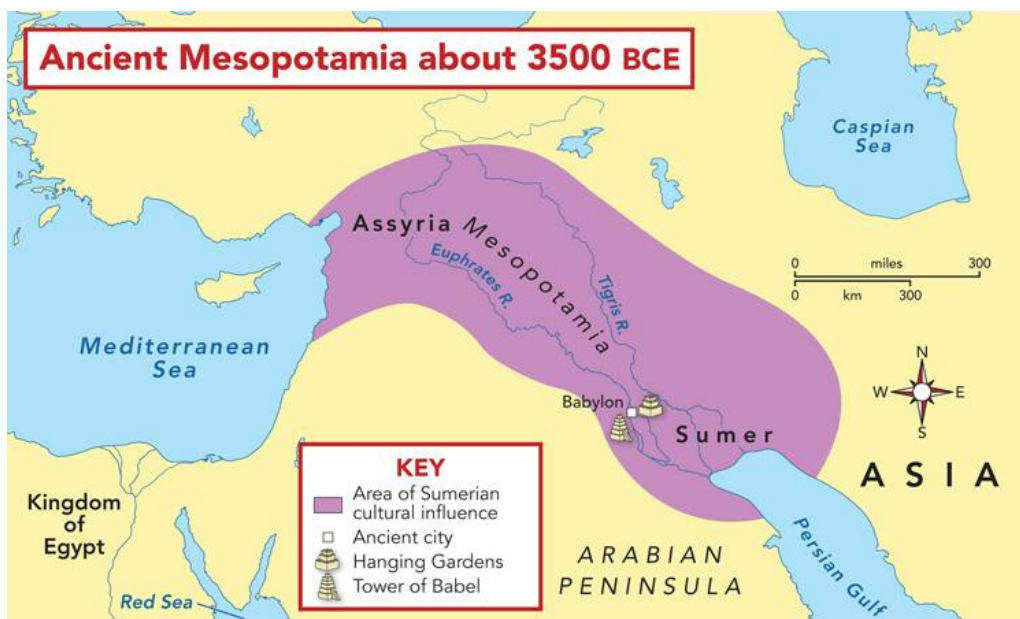 Ancient Mesopotamia about 3500 BCE
Caspian
Sea
Assyria
Mesopotamia
Euphrates R.
Tigris R.
0 miles 300
0 km 300
Mediterranean
Sea
N
W E
S
Babylon
Sumer
ASIA
Kingdom
of
Egypt
Red Sea
ARABIAN
PENINSULA
Persian Gulf
KEY
Area of Sumerian
cultural influence
Ancient city
Hanging Gardens
Tower of Babel